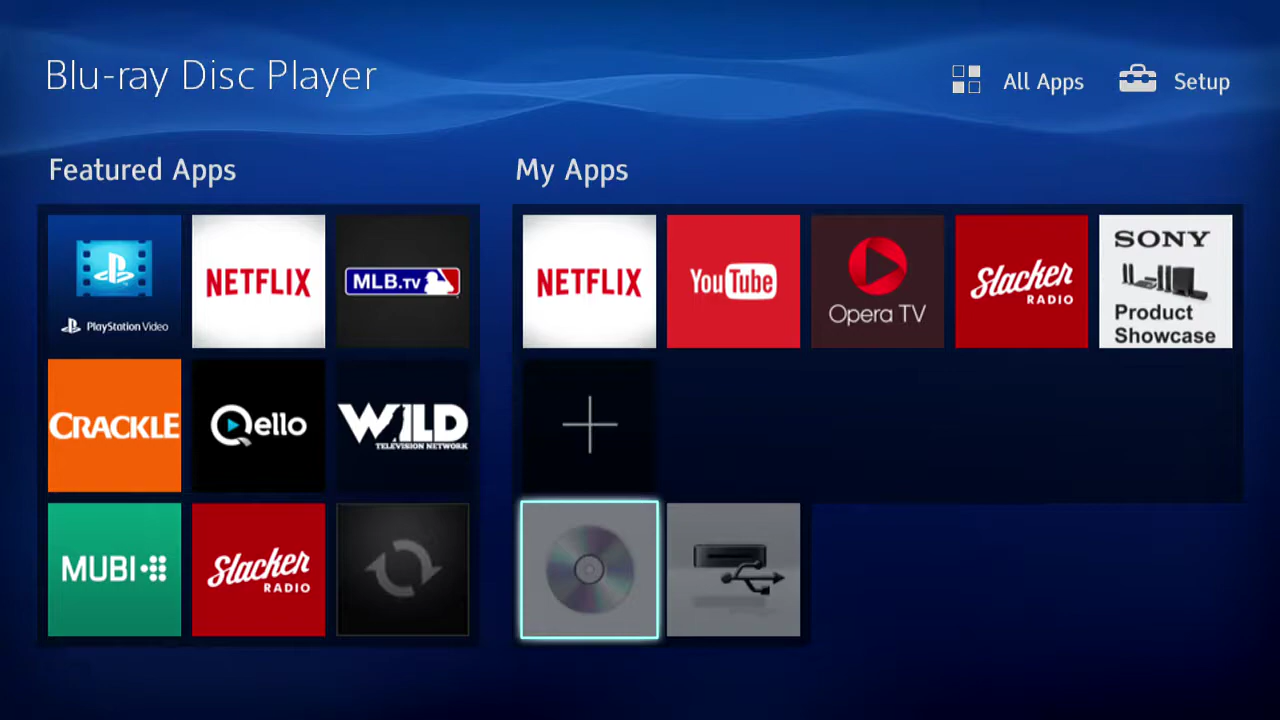 Blu-ray Disc Player
All Apps
Setup
Featured Apps
PlayStation Video
NETFLIX
MLB.TV
CRACKLE
Qello
WILD
TELEVISION NETWORK
MUBI
Slacker
RADIO
My Apps
NETFLIX
YouTube
Opera TV
Slacker
RADIO
SONY
Product
Showcase